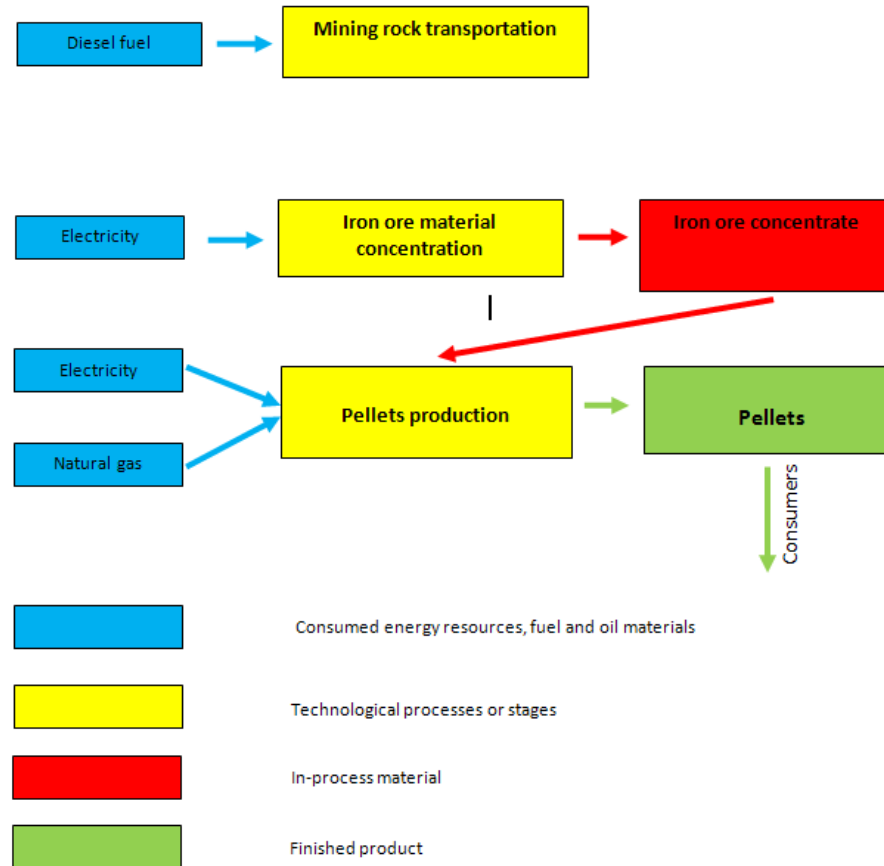 Diesel fuel
Mining rock transportation
Electricity
Iron ore material
concentration
Iron ore concentrate
Electricity
Natural gas
Pellets production
Pellets
Consumers
Consumed energy resources, fuel and oil materials
Technological processes or stages
In-process material
Finished product